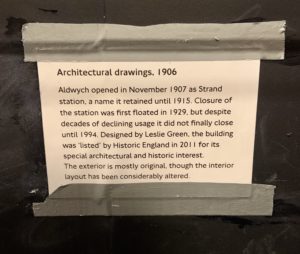 Architectural drawings, 1906
Aldwych opened in November 1907 as Strand
station, a name it retained until 1915. Closure of
the station was first floated in 1929, but despite
decades of declining usage it did not finally close
until 1994. Designed by Leslie Green, the building
was 'listed' by Historic England in 2011 for its
special architectural and historic interest.
The exterior is mostly original, though the interior
layout has been considerably altered.